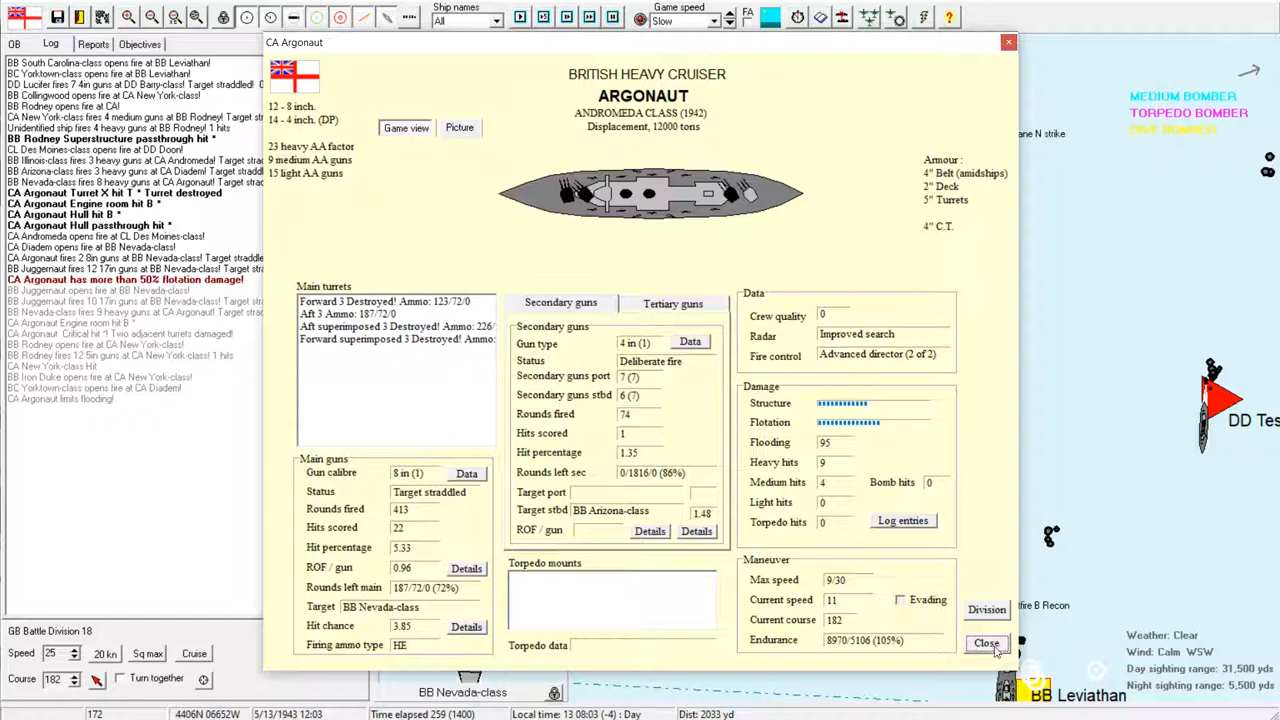 Ship names
All
Game speed
Slow
FA
OB
Log
Reports
Objectives
BB South Carolina-class opens fire at BB Leviathan!
BC Yorktown-class opens fire at BB Leviathan!
DD Lucifer fires 7 4in guns at DD Barry-class! Target straddled!
BB Collingwood opens fire at CA New York-class!
BB Rodney opens fire at CA!
CA New York-class fires 4 medium guns at BB Rodney! Target str
Unidentified ship fires 4 heavy guns at BB Rodney! 1 hits
BB Rodney Superstructure passthrough hit *
CL Des Moines-class opens fire at DD Doon!
BB Illinois-class fires 3 heavy guns at CA Andromeda! Target str
BB Arizona-class fires 3 heavy guns at CA Diadem! Target stradd
BB Nevada-class fires 8 heavy guns at CA Argonaut! Target strad
CA Argonaut Turret X hit T * Turret destroyed
CA Argonaut Engine room hit B *
CA Argonaut Hull hit B *
CA Argonaut Hull passthrough hit *
CA Andromeda opens fire at CL Des Moines-class!
CA Diadem opens fire at BB Nevada-class!
CA Argonaut fires 2 8in guns at BB Nevada-class! Target straddled
BB Juggernaut fires 12 17in guns at BB Nevada-class! Target str
CA Argonaut has more than 50% flotation damage!
BB Juggernaut opens fire at BB Nevada-class!
BB Juggernaut fires 10 17in guns at BB Nevada-class! Target stra
BB Nevada-class fires 9 heavy guns at CA Argonaut! Target strad
CA Argonaut Engine room hit B *
CA Argonaut Critical hit *! Two adjacent turrets damaged!
BB Rodney opens fire at CA New York-class!
BB Rodney fires 12 5in guns at CA New York-class! 1 hits
CA New York-class Hit
BB Iron Duke opens fire at CA New York-class!
BC Yorktown-class opens fire at CA Diadem!
CA Argonaut limits flooding!
GB Battle Division 18
Speed 25
20 kn
Sq max
Cruise
Course 182
Turn together
CA Argonaut
BRITISH HEAVY CRUISER
ARGONAUT
ANDROMEDA CLASS (1942)
Displacement, 12000 tons
12 - 8 inch.
14 - 4 inch. (DP)
23 heavy AA factor
9 medium AA guns
15 light AA guns
Game view
Picture
Armour :
4" Belt (amidships)
2" Deck
5" Turrets
4" C.T.
Main turrets
Forward 3 Destroyed! Ammo: 123/72/0
Aft 3 Ammo: 187/72/0
Aft superimposed 3 Destroyed! Ammo: 226/
Forward superimposed 3 Destroyed! Ammo:
Main guns
Gun calibre 8 in (1) Data
Status Target straddled
Rounds fired 413
Hits scored 22
Hit percentage 5.33
ROF / gun 0.96 Details
Rounds left main 187/72/0 (72%)
Target BB Nevada-class
Hit chance 3.85 Details
Firing ammo type HE
Secondary guns
Tertiary guns
Secondary guns
Gun type 4 in (1) Data
Status Deliberate fire
Secondary guns port 7 (7)
Secondary guns stbd 6 (7)
Rounds fired 74
Hits scored 1
Hit percentage 1.35
Rounds left sec 0/1816/0 (86%)
Target port
Target stbd BB Arizona-class 1.48
ROF / gun Details Details
Torpedo mounts
Torpedo data
Data
Crew quality 0
Radar Improved search
Fire control Advanced director (2 of 2)
Damage
Structure
Flotation
Flooding 95
Heavy hits 9
Medium hits 4 Bomb hits 0
Light hits 0
Torpedo hits 0 Log entries
Maneuver
Max speed 9/30
Current speed 11 Evading
Current course 182
Endurance 8970/5106 (105%)
Division
Close
MEDIUM BOMBER
TORPEDO BOMBER
DIVE BOMBER
ane N strike
DD Tes
fire B Recon
BB Leviathan
BB Nevada-class
Weather: Clear
Wind: Calm WSW
Day sighting range: 31,500 yds
Night sighting range: 5,500 yds
172
4406N 06652W
5/13/1943 12:03
Time elapsed 259 (1400)
Local time: 13 08:03 (-4) : Day
Dist: 2033 yd